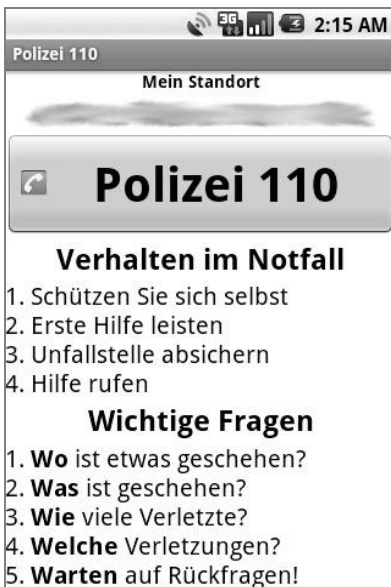 3G 2:15 AM
Polizei 110
Mein Standort
Polizei 110
Verhalten im Notfall
1. Schützen Sie sich selbst
2. Erste Hilfe leisten
3. Unfallstelle absichern
4. Hilfe rufen
Wichtige Fragen
1. Wo ist etwas geschehen?
2. Was ist geschehen?
3. Wie viele Verletzte?
4. Welche Verletzungen?
5. Warten auf Rückfragen!